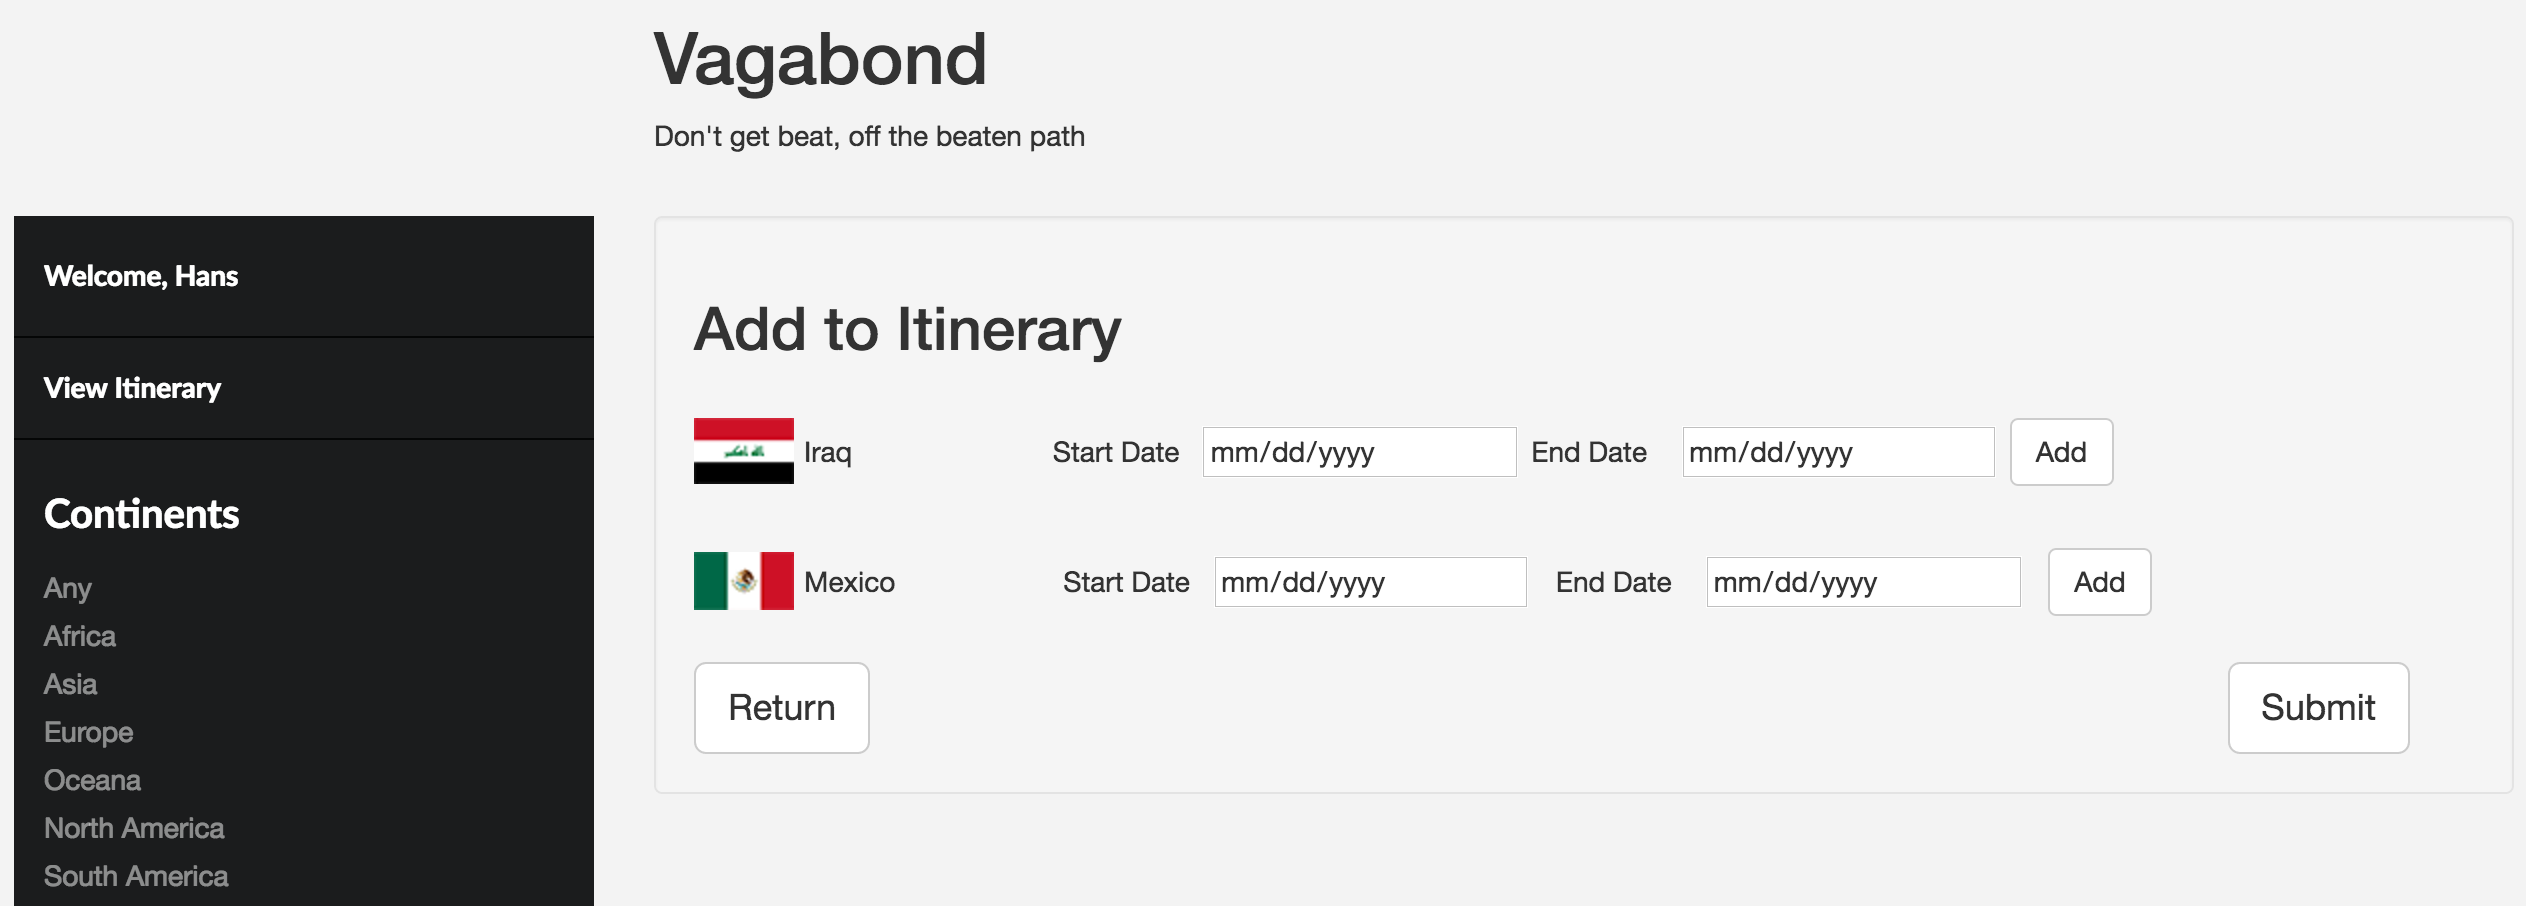 Vagabond
Don't get beat, off the beaten path
Welcome, Hans
View Itinerary
Continents
Any
Africa
Asia
Europe
Oceana
North America
South America
Add to Itinerary
Iraq Start Date mm/dd/yyyy End Date mm/dd/yyyy Add
Mexico Start Date mm/dd/yyyy End Date mm/dd/yyyy Add
Return Submit